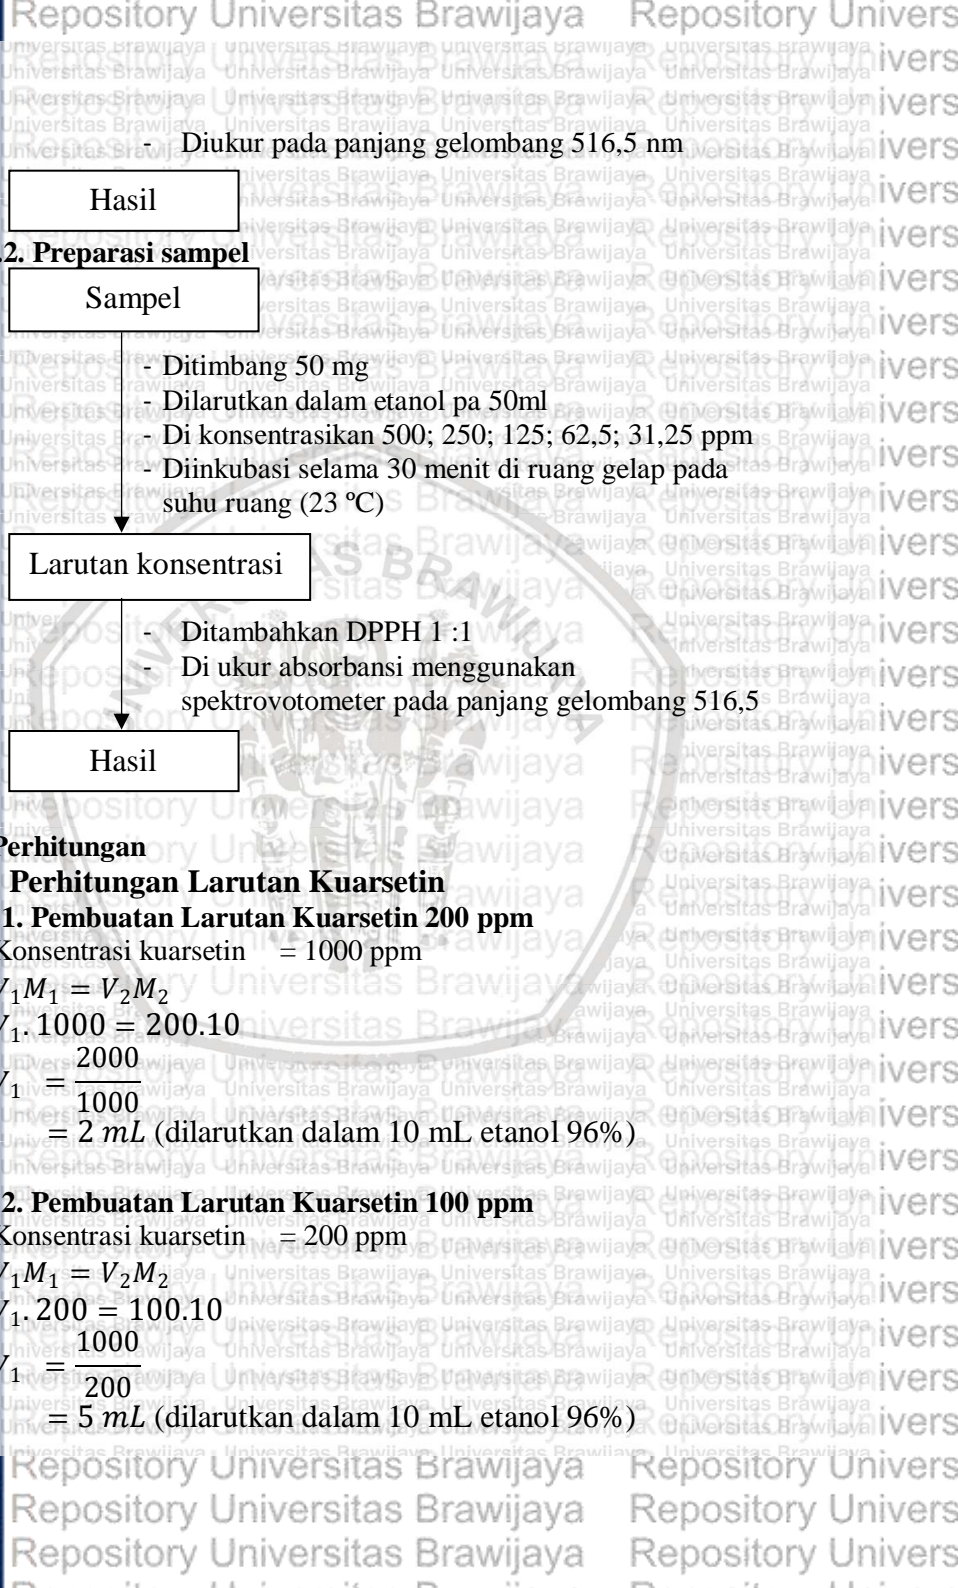 - Diukur pada panjang gelombang 516,5 nm
Hasil
.2. Preparasi sampel
Sampel
- Ditimbang 50 mg
- Dilarutkan dalam etanol pa 50ml
- Di konsentrasikan 500; 250; 125; 62,5; 31,25 ppm
- Diinkubasi selama 30 menit di ruang gelap pada
suhu ruang (23 ºC)
Larutan konsentrasi
- Ditambahkan DPPH 1 :1
- Di ukur absorbansi menggunakan
spektrovotometer pada panjang gelombang 516,5
Hasil
Perhitungan
Perhitungan Larutan Kuarsetin
1. Pembuatan Larutan Kuarsetin 200 ppm
Konsentrasi kuarsetin = 1000 ppm
V₁M₁ = V₂M₂
V₁. 1000 = 200.10
V₁ = 2000/1000
= 2 mL (dilarutkan dalam 10 mL etanol 96%)
2. Pembuatan Larutan Kuarsetin 100 ppm
Konsentrasi kuarsetin = 200 ppm
V₁M₁ = V₂M₂
V₁. 200 = 100.10
V₁ = 1000/200
= 5 mL (dilarutkan dalam 10 mL etanol 96%)
Repository Universitas Brawijaya Repository Univers
Repository Universitas Brawijaya Repository Univers
Repository Universitas Brawijaya Repository Univers